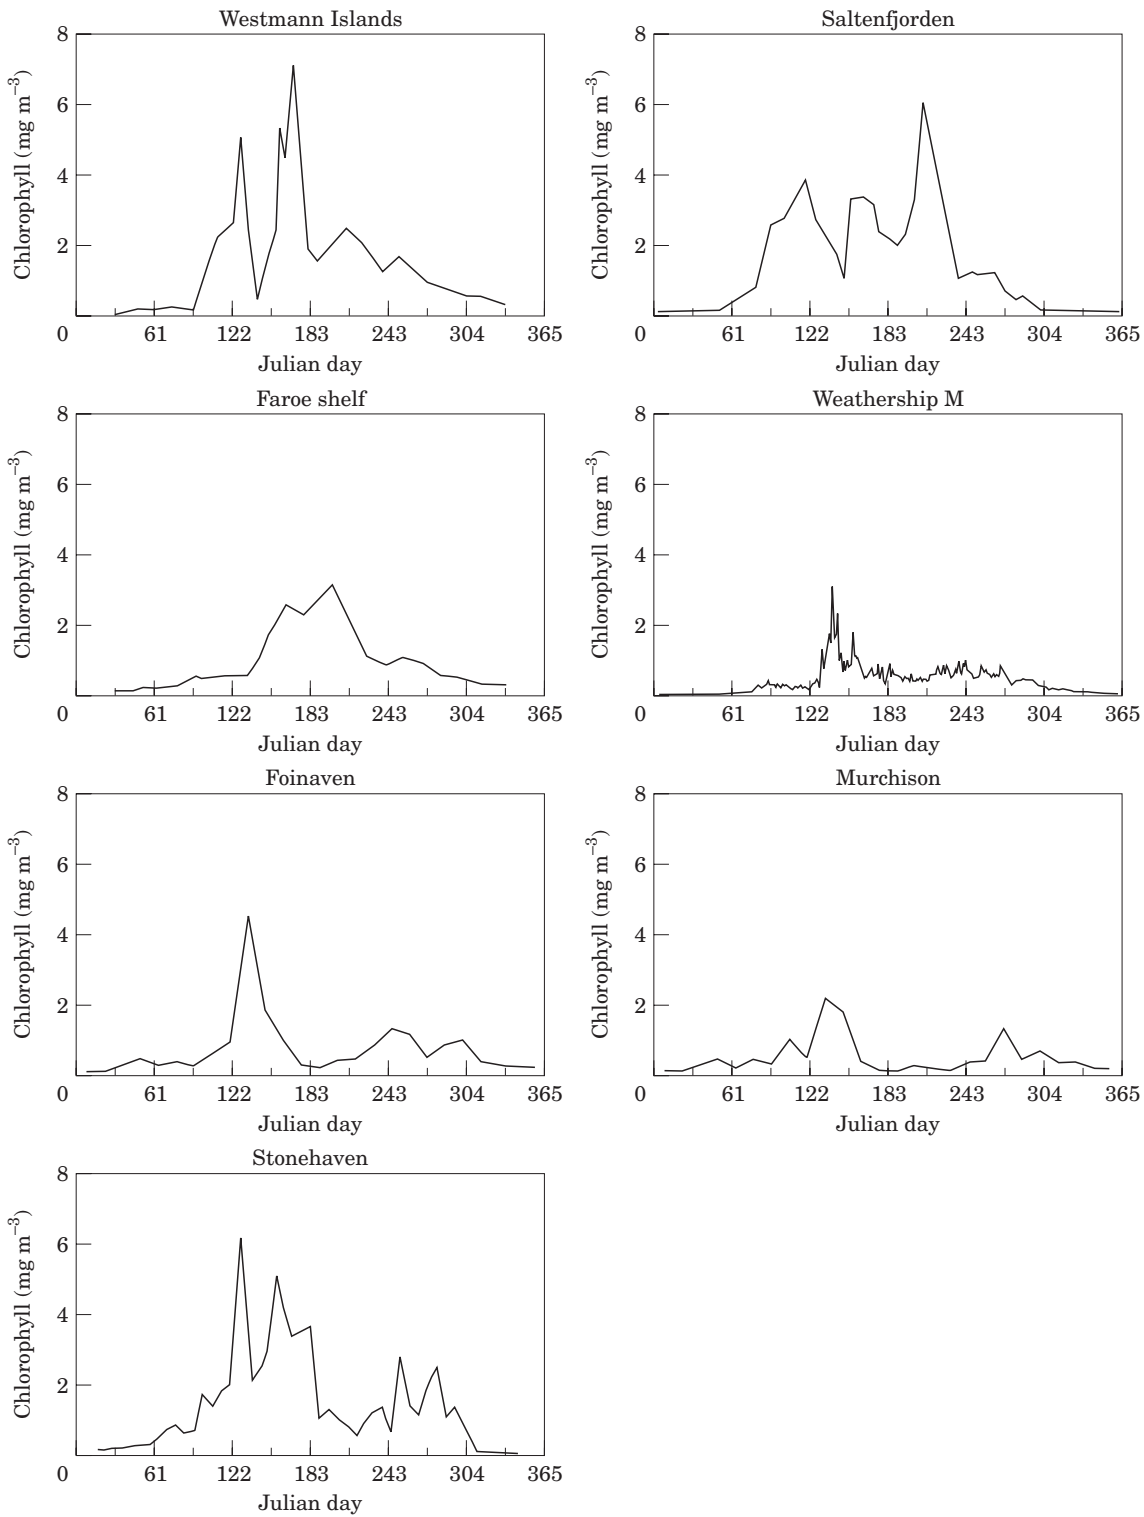 Westmann Islands
8
6
4
2
Chlorophyll (mg m⁻³)
0 61 122 183 243 304 365
Julian day
Saltenfjorden
8
6
4
2
Chlorophyll (mg m⁻³)
0 61 122 183 243 304 365
Julian day
Faroe shelf
8
6
4
2
Chlorophyll (mg m⁻³)
0 61 122 183 243 304 365
Julian day
Weathership M
8
6
4
2
Chlorophyll (mg m⁻³)
0 61 122 183 243 304 365
Julian day
Foinaven
8
6
4
2
Chlorophyll (mg m⁻³)
0 61 122 183 243 304 365
Julian day
Murchison
8
6
4
2
Chlorophyll (mg m⁻³)
0 61 122 183 243 304 365
Julian day
Stonehaven
8
6
4
2
Chlorophyll (mg m⁻³)
0 61 122 183 243 304 365
Julian day